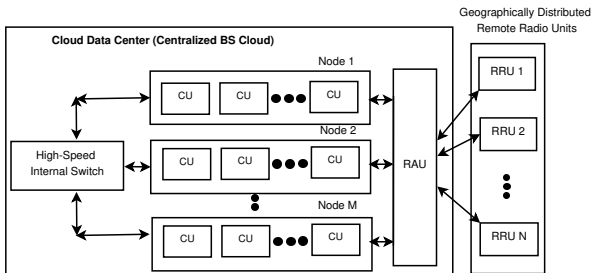 Geographically Distributed
Remote Radio Units
Cloud Data Center (Centralized BS Cloud)
Node 1
CU CU CU
Node 2
CU CU CU
Node M
CU CU CU
High-Speed
Internal Switch
RAU
RRU 1
RRU 2
RRU N